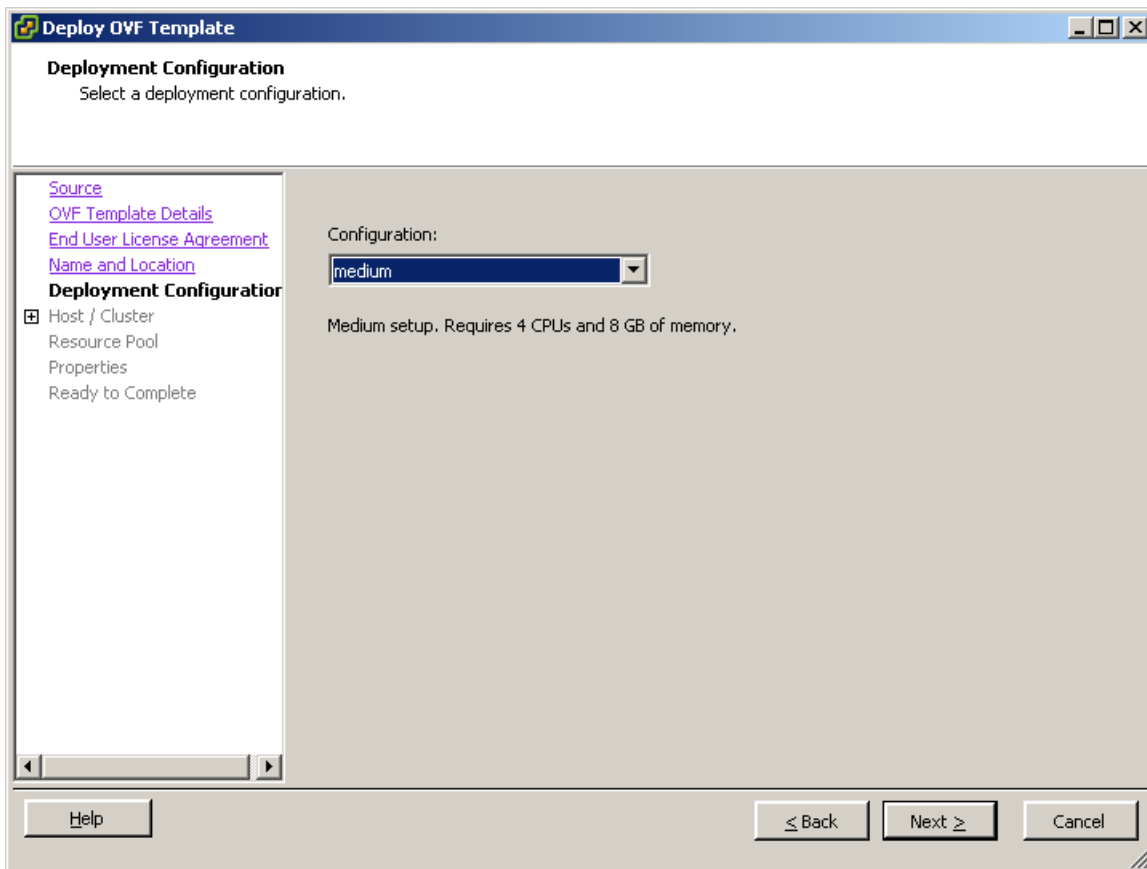 Deploy OVF Template
Deployment Configuration
Select a deployment configuration.
Source
OVF Template Details
End User License Agreement
Name and Location
Deployment Configuration
Host / Cluster
Resource Pool
Properties
Ready to Complete
Configuration:
medium
Medium setup. Requires 4 CPUs and 8 GB of memory.
Help
≤ Back
Next ≥
Cancel